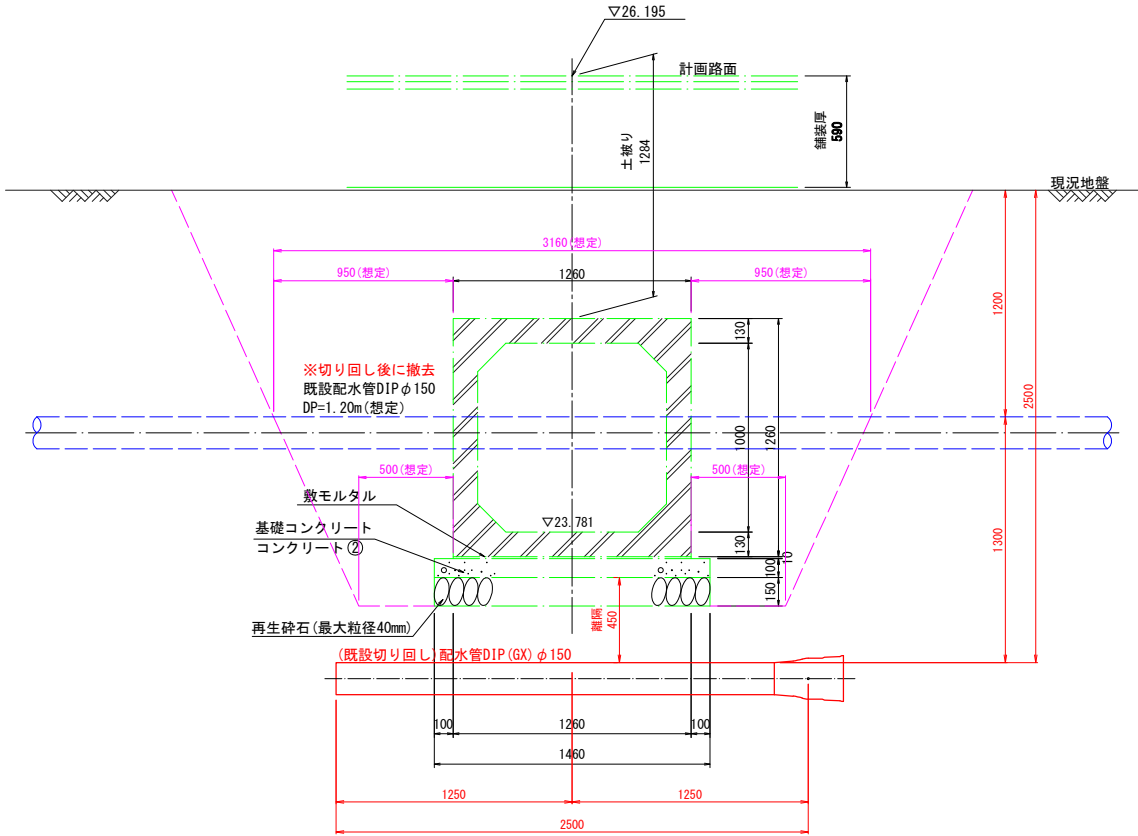 ▽26.195
計画路面
土被り
1284
舗装厚
590
現況地盤
3160(想定)
950(想定)
1260
950(想定)
1200
2500
130
※切り回し後に撤去
既設配水管DIPφ150
DP=1.20m(想定)
1000
1260
500(想定)
500(想定)
敷モルタル
基礎コンクリート
コンクリート②
▽23.781
130
1300
10
100
150
再生砕石(最大粒径40mm)
離隔
450
(既設切り回し)配水管DIP(GX)φ150
100
1260
100
1460
1250
1250
2500